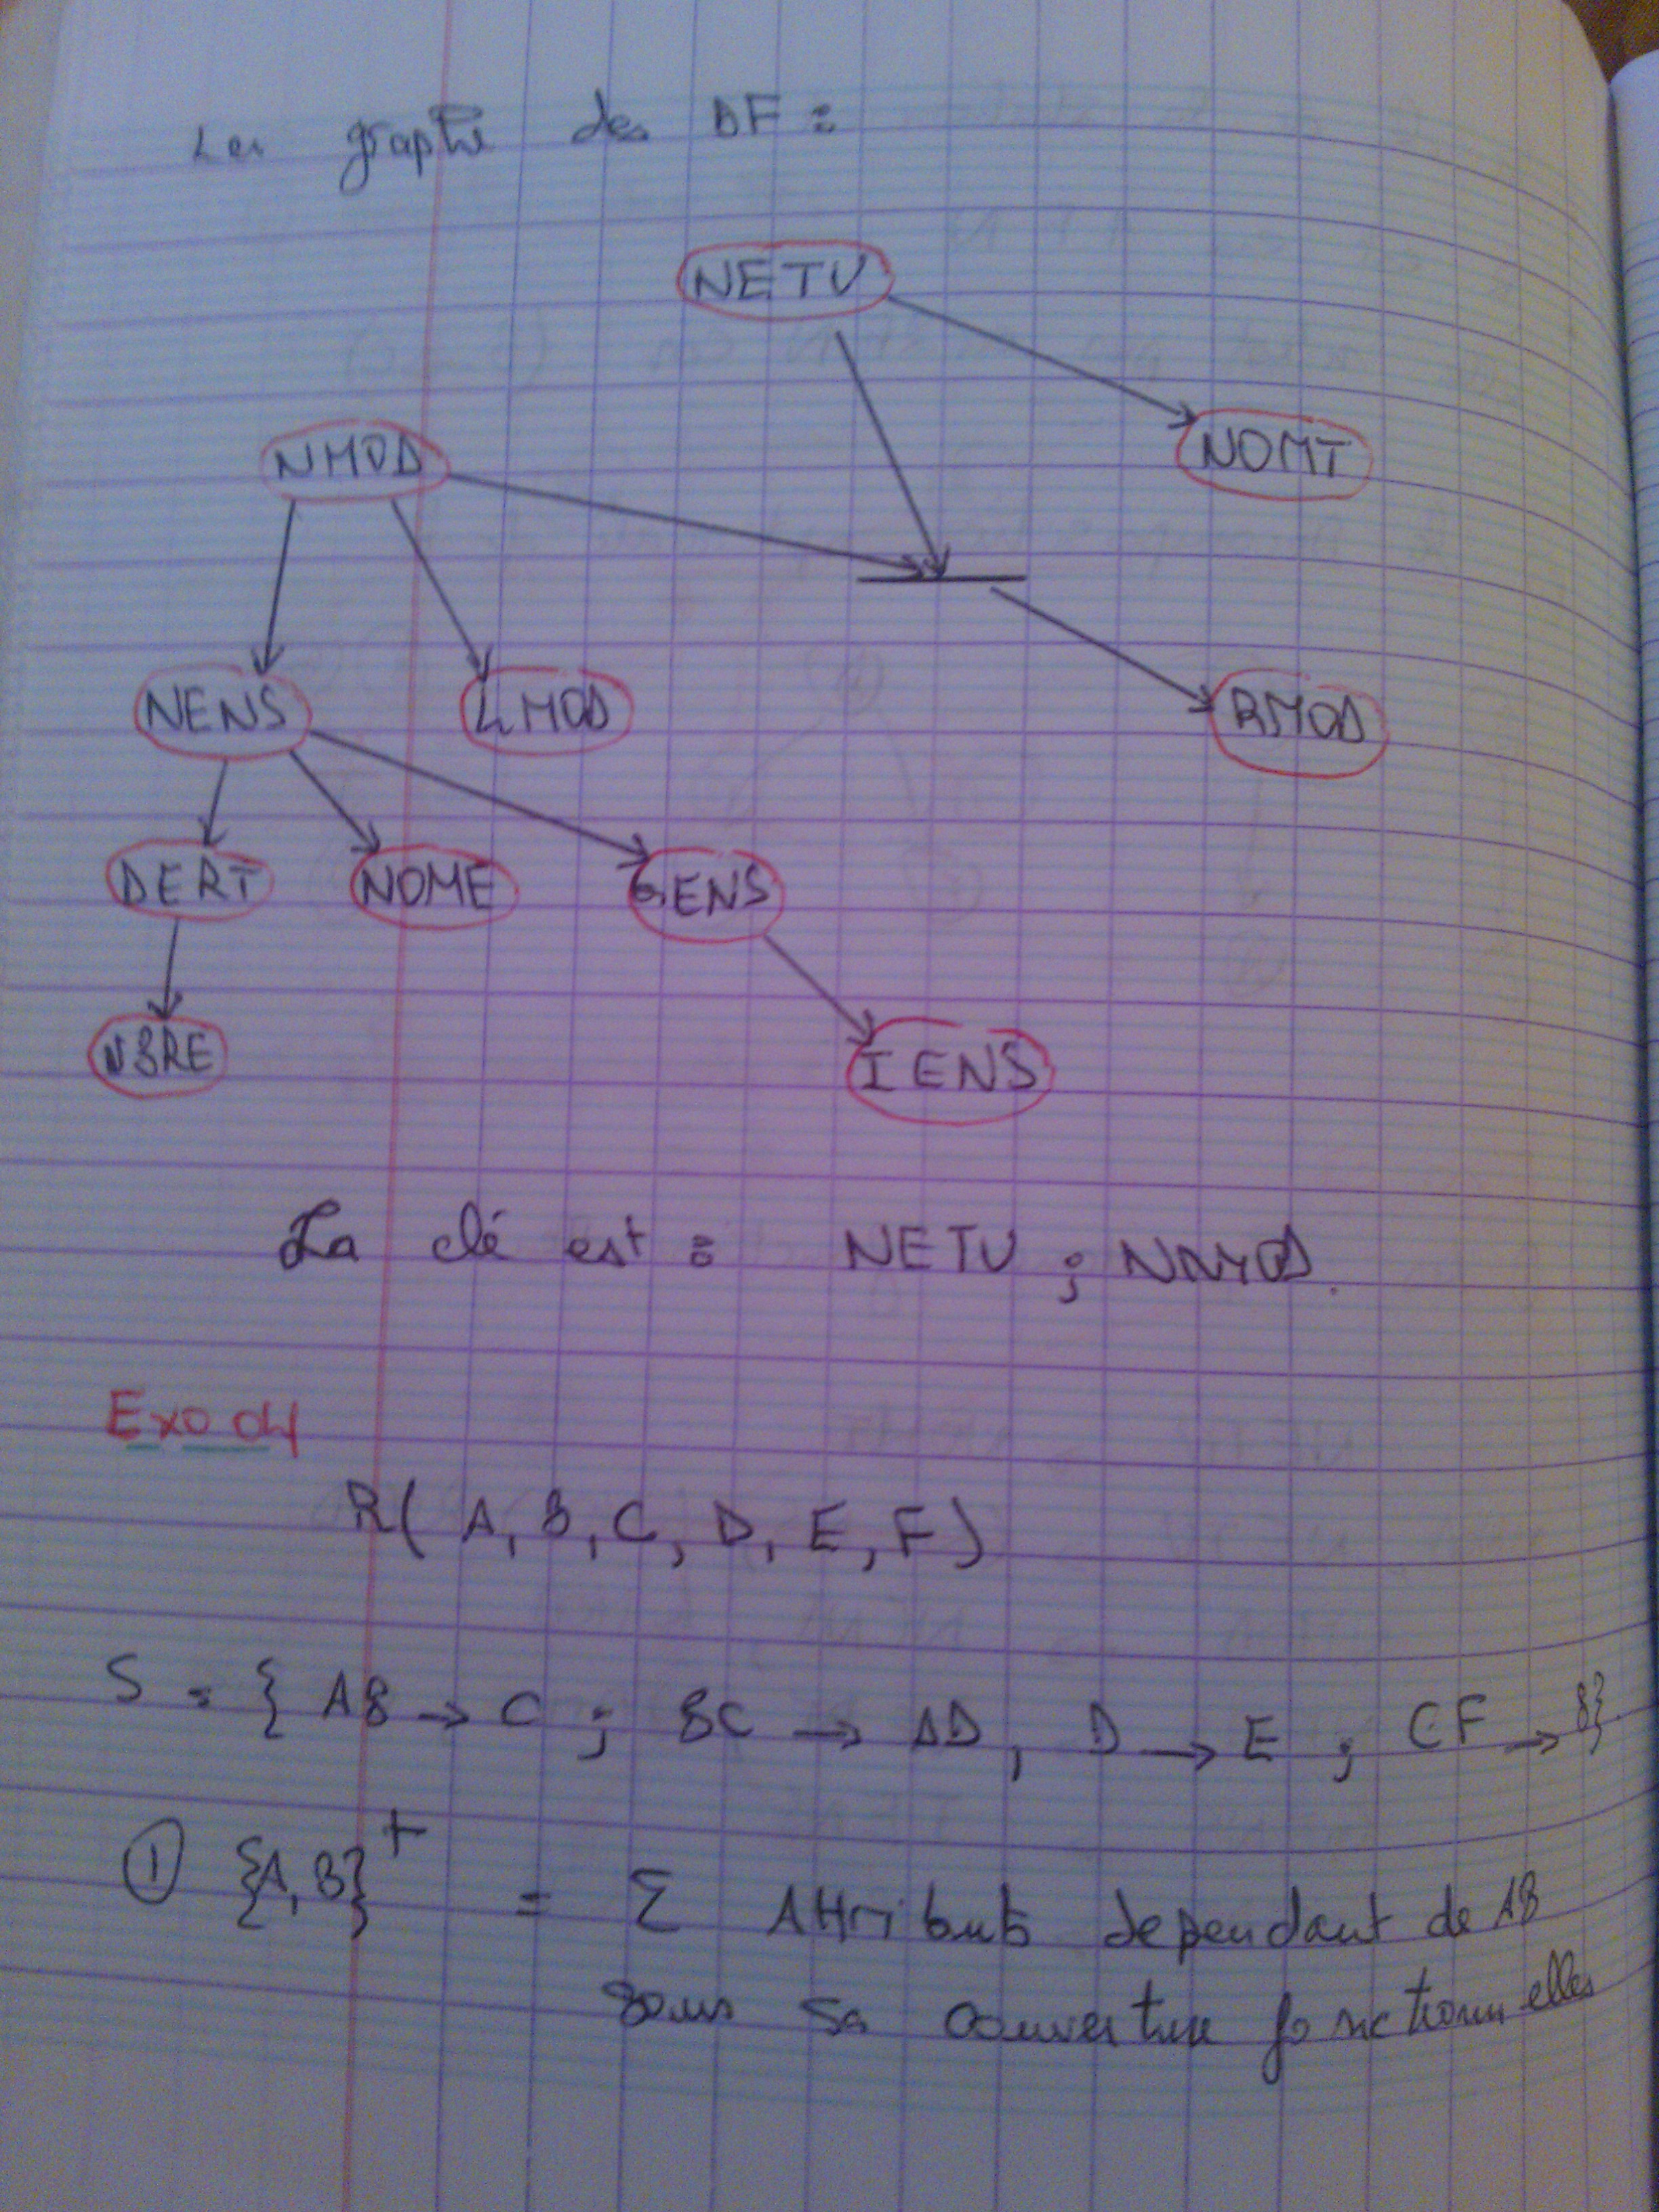 Les graphe des DF :
NETU
NMOD
NOMT
NENS
LMOD
RMOD
DERT
NOME
GENS
NBRE
IENS
La clé est : NETU ; NMOD.
Exo 04
R( A, B, C, D, E, F )
S = { AB → C ; BC → AD , D → E ; CF → B}.
① {A, B}⁺ = Σ Attributs dependant de AB
sous sa couverture fonctionnelles